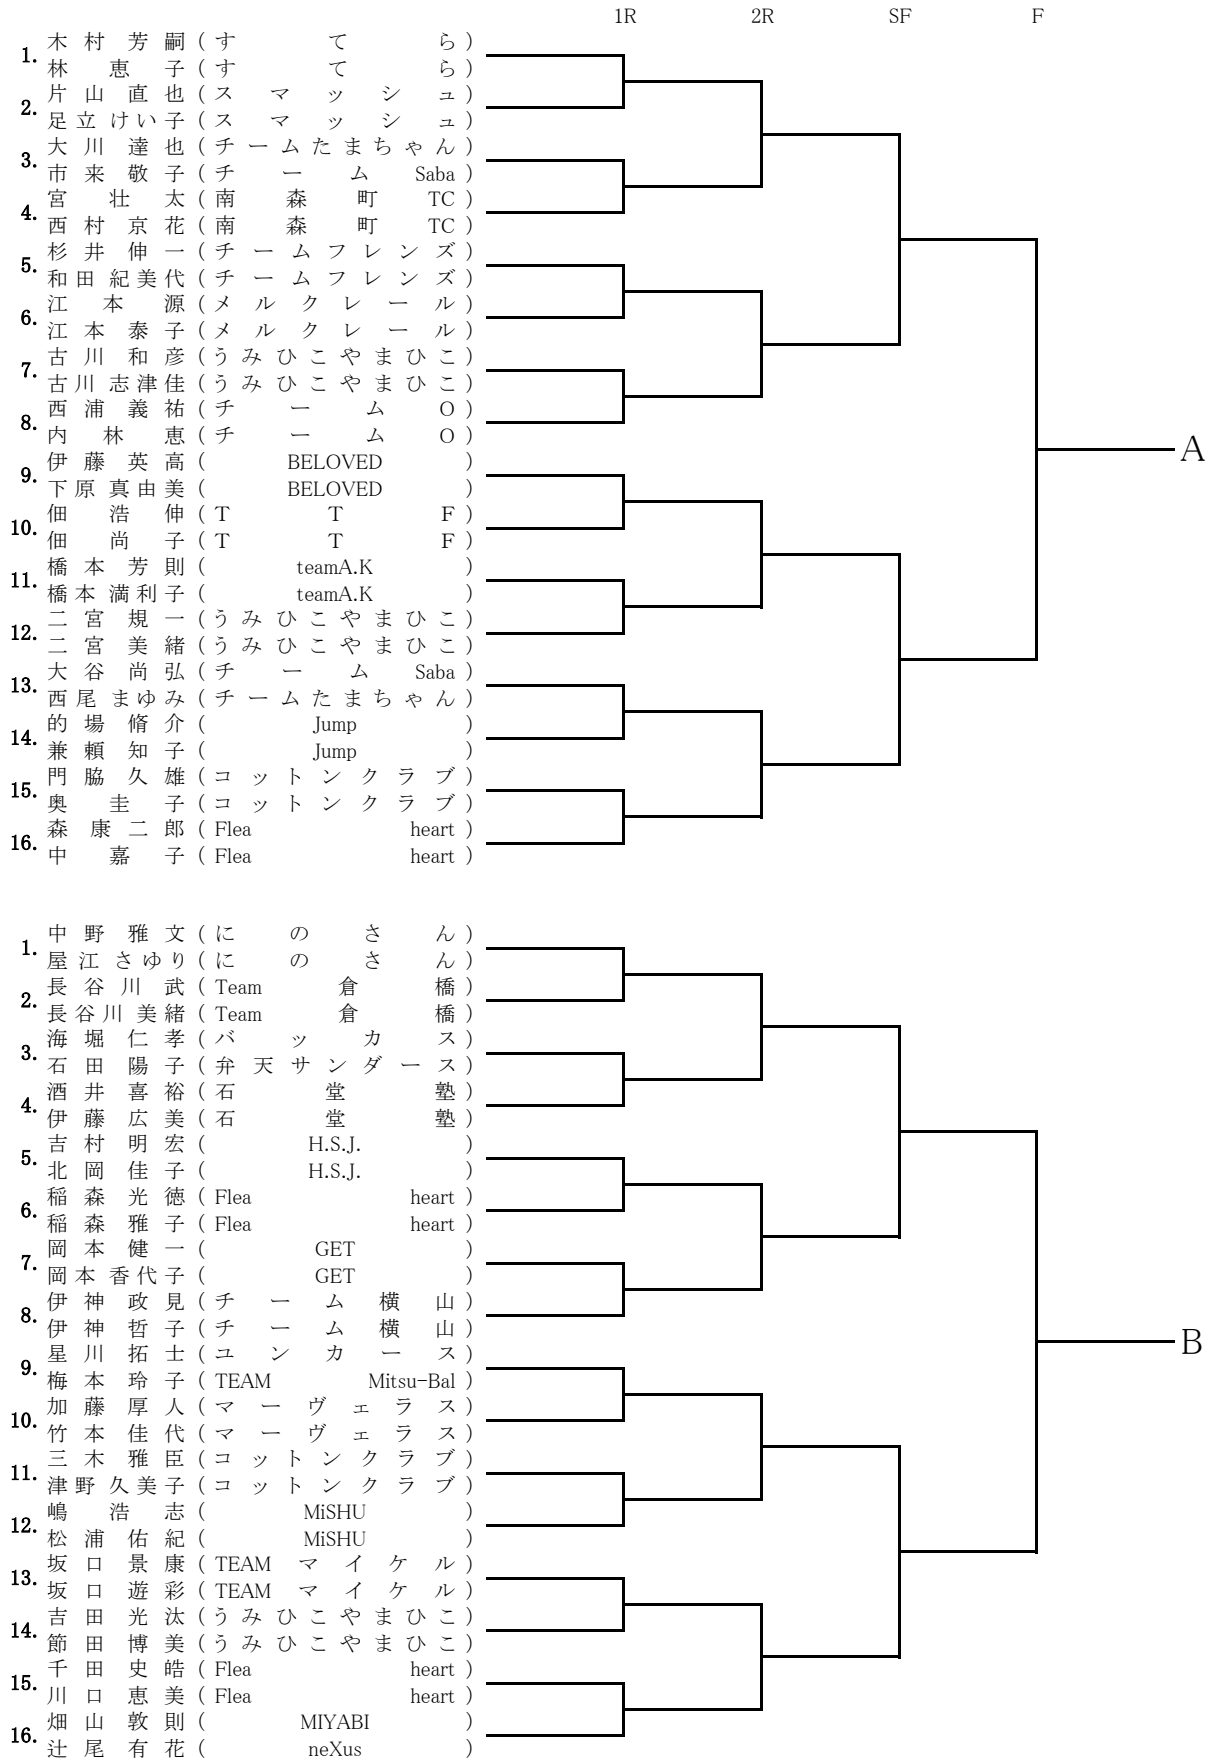 1R 2R SF F
1. 木村芳嗣(すてら)
林恵子(すてら)
2. 片山直也(スマッシュ)
足立けい子(スマッシュ)
3. 大川達也(チームたまちゃん)
市来敬子(チームSaba)
4. 宮壮太(南森町TC)
西村京花(南森町TC)
5. 杉井伸一(チームフレンズ)
和田紀美代(チームフレンズ)
6. 江本源(メルクレール)
江本泰子(メルクレール)
7. 古川和彦(うみひこやまひこ)
古川志津佳(うみひこやまひこ)
8. 西浦義祐(チームO)
内林恵(チームO)
9. 伊藤英高(BELOVED)
下原真由美(BELOVED)
10. 佃浩伸(TTF)
佃尚子(TTF)
11. 橋本芳則(teamA.K)
橋本満利子(teamA.K)
12. 二宮規一(うみひこやまひこ)
二宮美緒(うみひこやまひこ)
13. 大谷尚弘(チームSaba)
西尾まゆみ(チームたまちゃん)
14. 的場脩介(Jump)
兼頼知子(Jump)
15. 門脇久雄(コットンクラブ)
奥圭子(コットンクラブ)
16. 森康二郎(Flea heart)
中嘉子(Flea heart)
A
1. 中野雅文(にのさん)
屋江さゆり(にのさん)
2. 長谷川武(Team倉橋)
長谷川美緒(Team倉橋)
3. 海堀仁孝(バッカス)
石田陽子(弁天サンダース)
4. 酒井喜裕(石堂塾)
伊藤広美(石堂塾)
5. 吉村明宏(H.S.J.)
北岡佳子(H.S.J.)
6. 稲森光徳(Flea heart)
稲森雅子(Flea heart)
7. 岡本健一(GET)
岡本香代子(GET)
8. 伊神政見(チーム横山)
伊神哲子(チーム横山)
9. 星川拓士(ユンカース)
梅本玲子(TEAM Mitsu-Bal)
10. 加藤厚人(マーヴェラス)
竹本佳代(マーヴェラス)
11. 三木雅臣(コットンクラブ)
津野久美子(コットンクラブ)
12. 嶋浩志(MiSHU)
松浦佑紀(MiSHU)
13. 坂口景康(TEAMマイケル)
坂口遊彩(TEAMマイケル)
14. 吉田光汰(うみひこやまひこ)
節田博美(うみひこやまひこ)
15. 千田史皓(Flea heart)
川口恵美(Flea heart)
16. 畑山敦則(MIYABI)
辻尾有花(neXus)
B